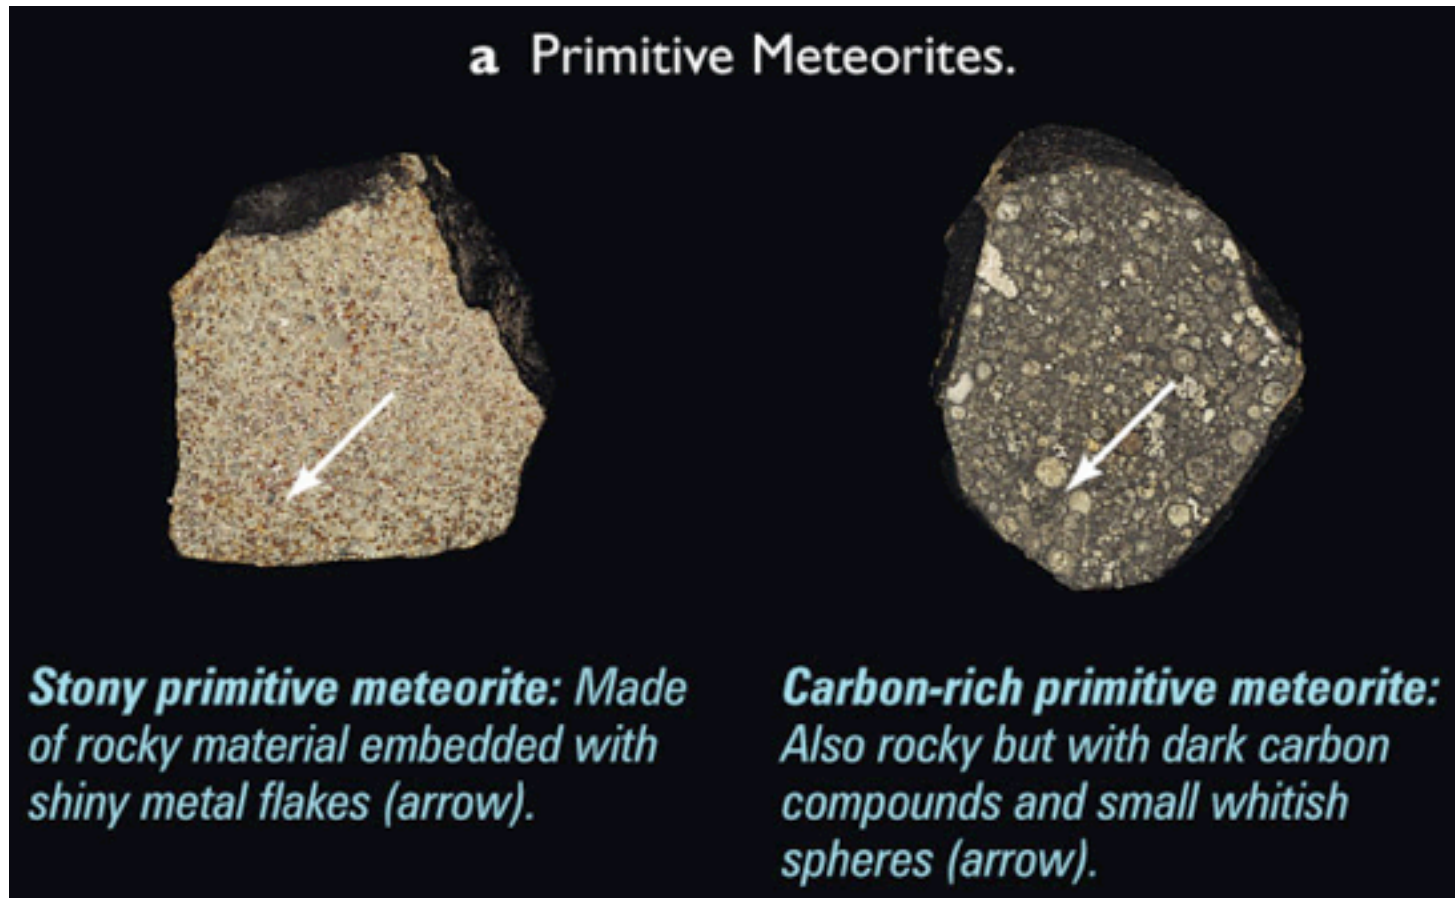 a Primitive Meteorites.
Stony primitive meteorite: Made
of rocky material embedded with
shiny metal flakes (arrow).
Carbon-rich primitive meteorite:
Also rocky but with dark carbon
compounds and small whitish
spheres (arrow).